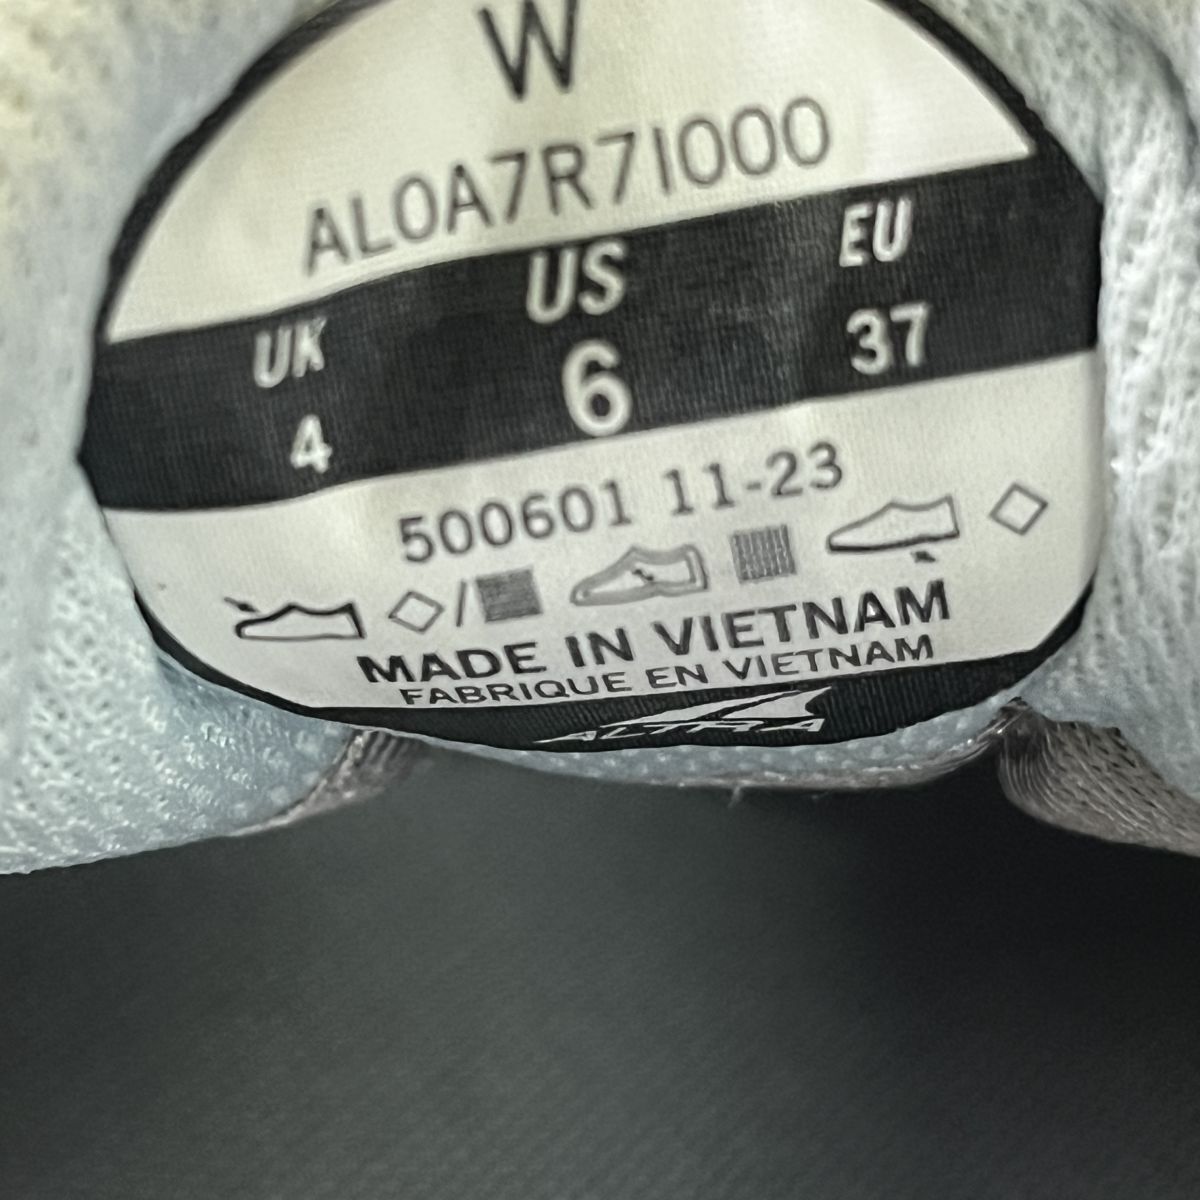 W
AL0A7R7I000
UK US EU
4 6 37
500601 11-23
MADE IN VIETNAM
FABRIQUE EN VIETNAM
ALTRA